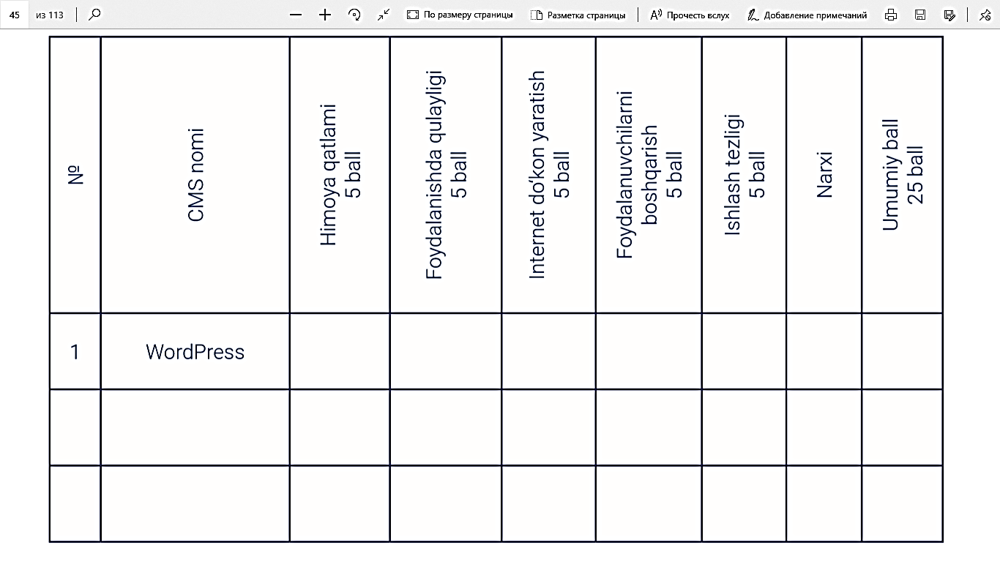 45 из 113 По размеру страницы Разметка страницы Прочесть вслух Добавление примечаний
№
CMS nomi
Himoya qatlami
5 ball
Foydalanishda qulayligi
5 ball
Internet do‘kon yaratish
5 ball
Foydalanuvchilarni
boshqarish
5 ball
Ishlash tezligi
5 ball
Narxi
Umumiy ball
25 ball
1 WordPress